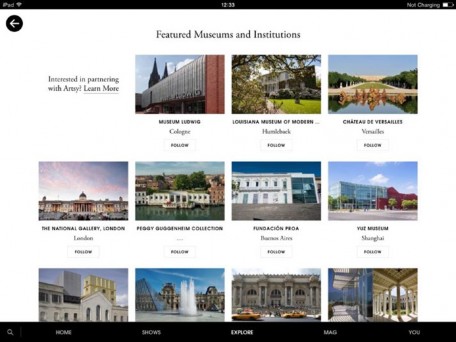 iPad
12:33
Not Charging
Featured Museums and Institutions
Interested in partnering
with Artsy? Learn More
MUSEUM LUDWIG
Cologne
FOLLOW
LOUISIANA MUSEUM OF MODERN ...
Humlebæk
FOLLOW
CHÂTEAU DE VERSAILLES
Versailles
FOLLOW
THE NATIONAL GALLERY, LONDON
London
FOLLOW
PEGGY GUGGENHEIM COLLECTION
...
FOLLOW
FUNDACIÓN PROA
Buenos Aires
FOLLOW
YUZ MUSEUM
Shanghai
FOLLOW
HOME
SHOWS
EXPLORE
MAG
YOU